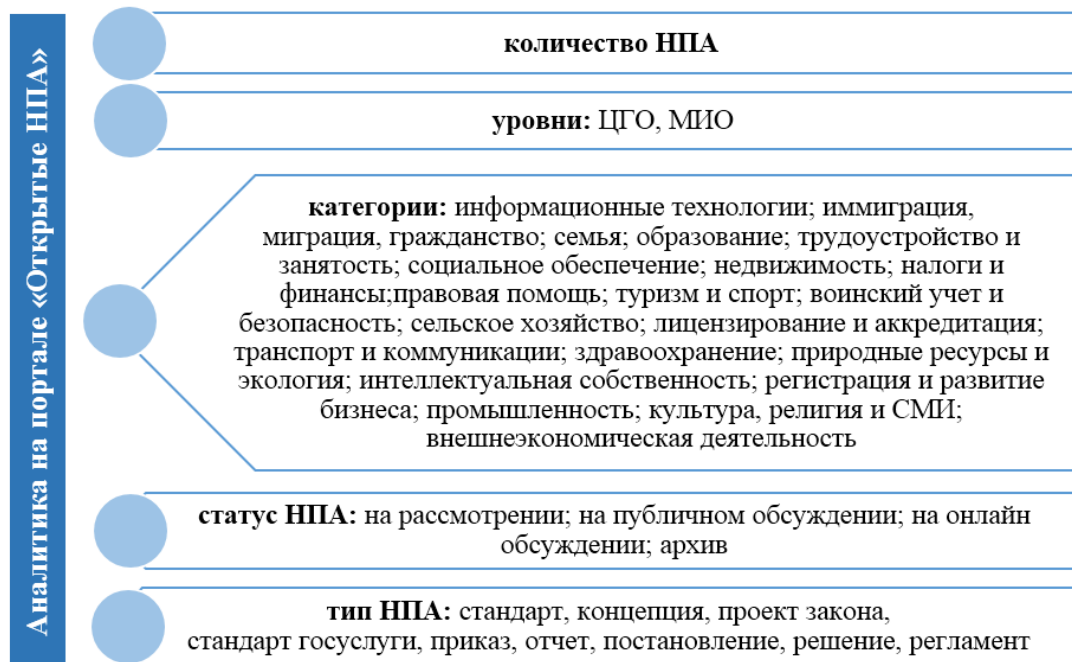 Аналитика на портале «Открытые НПА»
количество НПА
уровни: ЦГО, МИО
категории: информационные технологии; иммиграция,
миграция, гражданство; семья; образование; трудоустройство и
занятость; социальное обеспечение; недвижимость; налоги и
финансы;правовая помощь; туризм и спорт; воинский учет и
безопасность; сельское хозяйство; лицензирование и аккредитация;
транспорт и коммуникации; здравоохранение; природные ресурсы и
экология; интеллектуальная собственность; регистрация и развитие
бизнеса; промышленность; культура, религия и СМИ;
внешнеэкономическая деятельность
статус НПА: на рассмотрении; на публичном обсуждении; на онлайн
обсуждении; архив
тип НПА: стандарт, концепция, проект закона,
стандарт госуслуги, приказ, отчет, постановление, решение, регламент